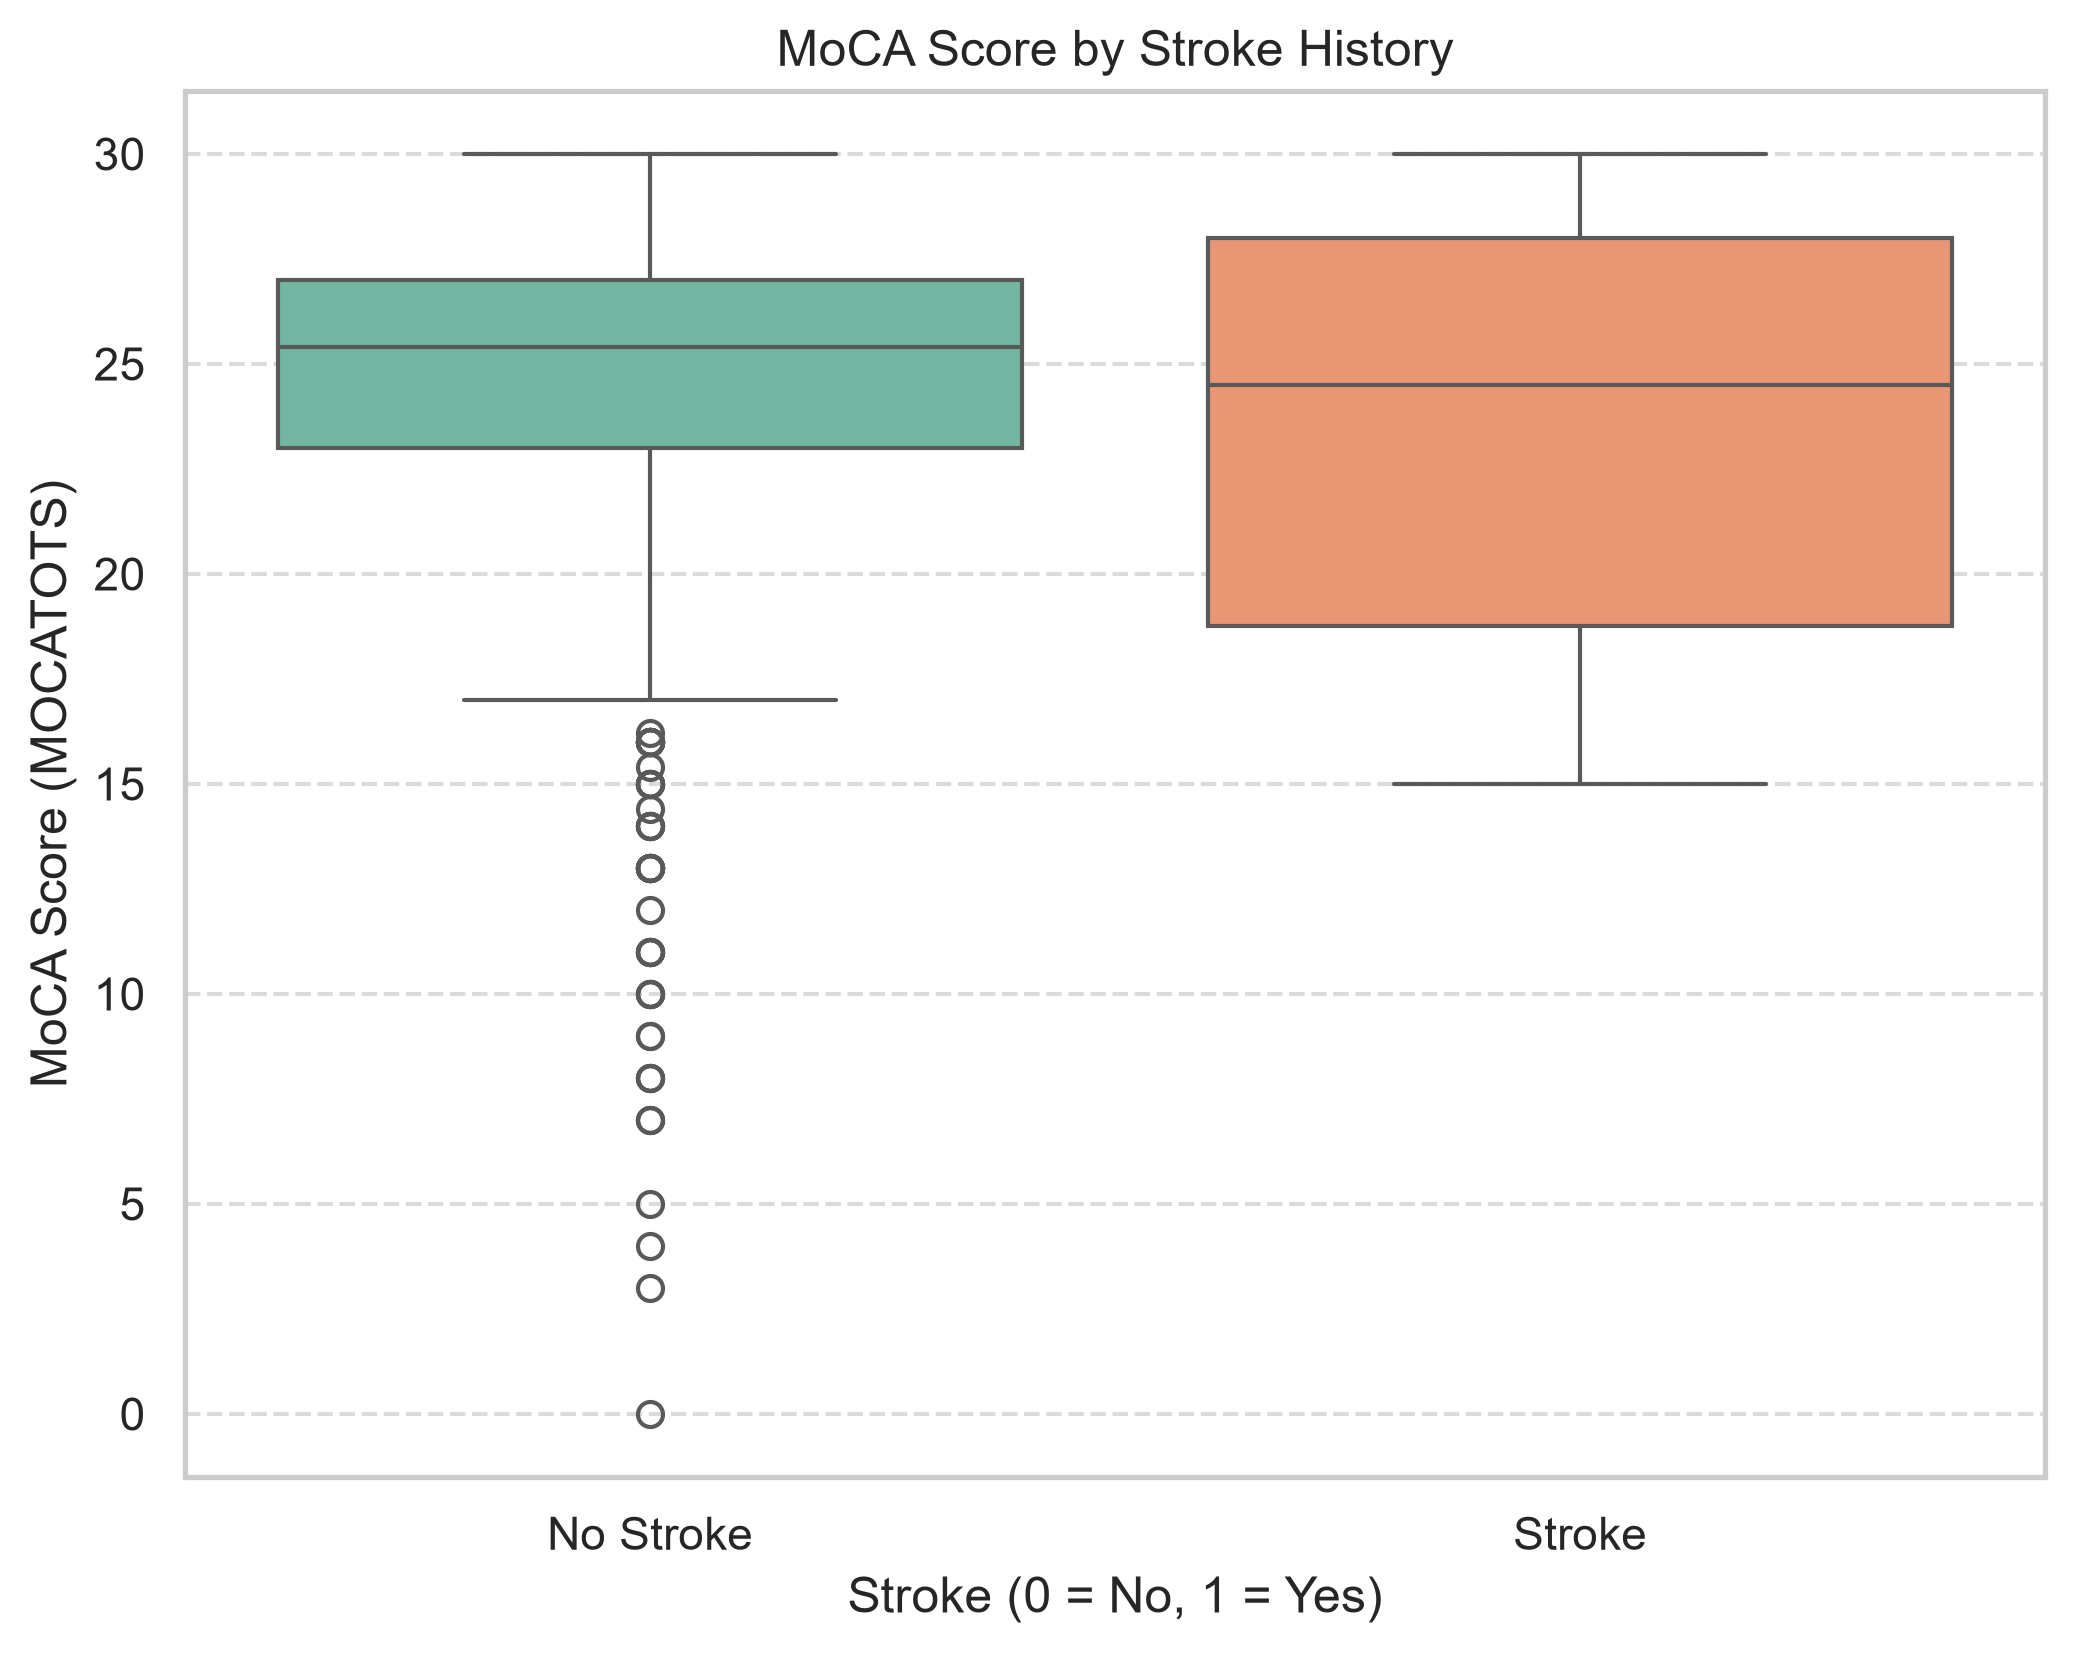 MoCA Score by Stroke History
MoCA Score (MOCATOTS)
30
25
20
15
10
5
0
No Stroke
Stroke
Stroke (0 = No, 1 = Yes)